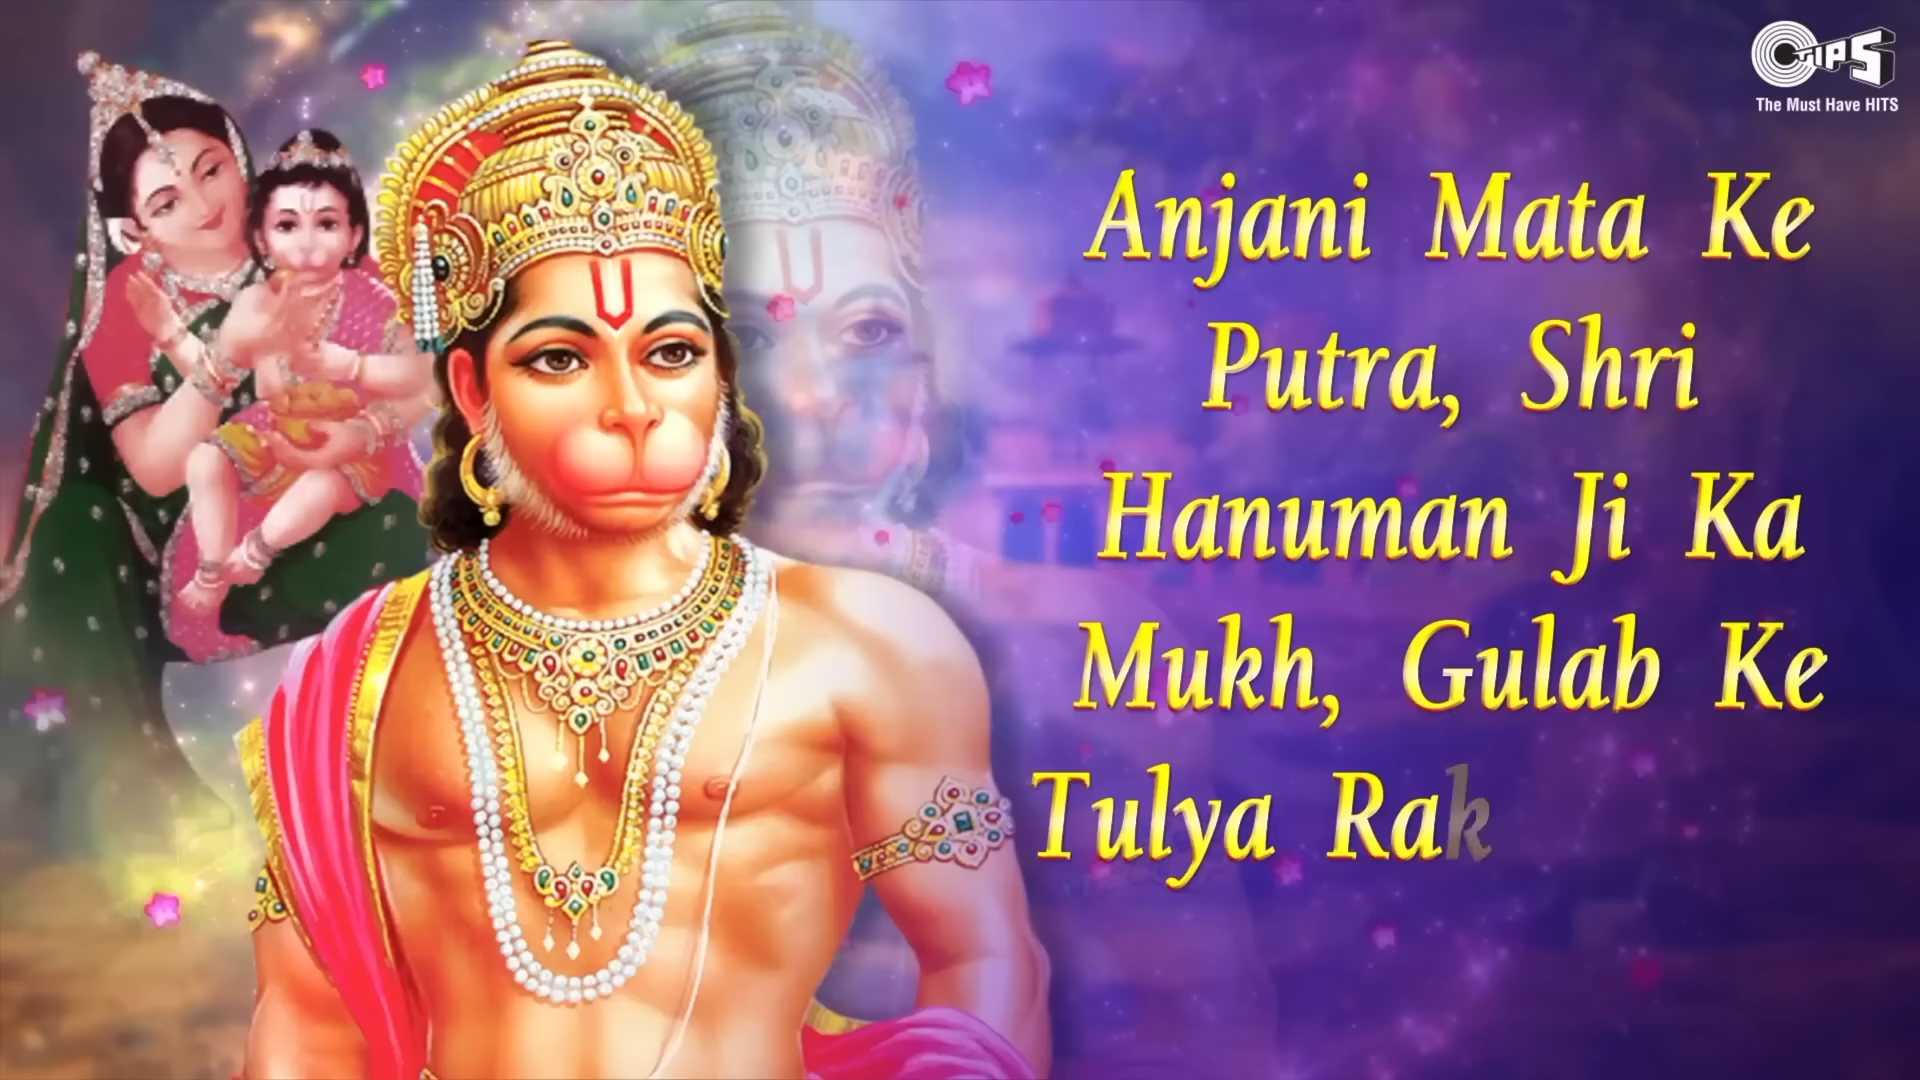 TIPS
The Must Have HITS
Anjani Mata Ke
Putra, Shri
Hanuman Ji Ka
Mukh, Gulab Ke
Tulya Rak